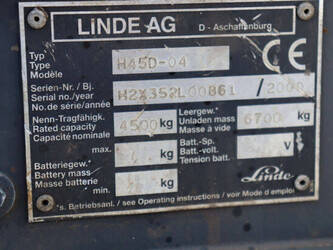 LINDE AG D - Aschaffenburg
Typ
Type H45D-04 CE
Modèle
Serien-Nr. / Bj.
Serial no./year H2X352L00861 / 2000
No.de série/année
Nenn-Tragfähigk. Leergew.*
Rated capacity 4500 kg Unladen mass 6700 kg
Capacité nominale Masse à vide
Batteriegew.* max. kg Batt.-Sp.
Battery mass Batt.-volt. V
Masse batterie min. kg Tension batt.
Linde
*s. Betriebsanl. / see Operating instructions / voir Mode d emploi